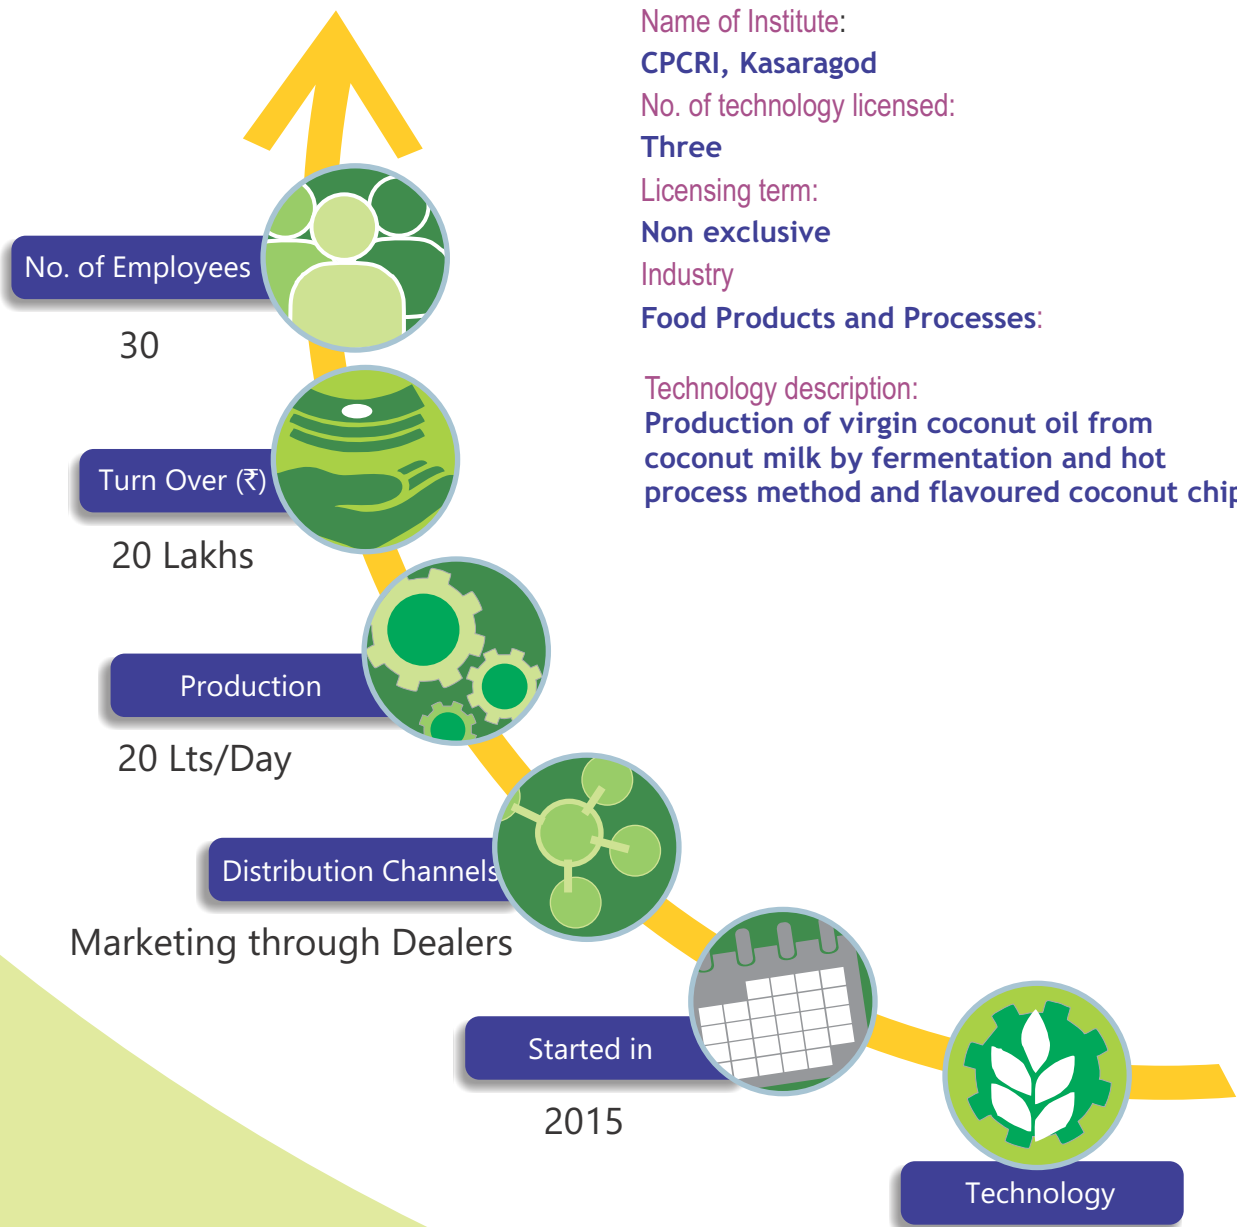 Name of Institute:
CPCRI, Kasaragod
No. of technology licensed:
Three
Licensing term:
Non exclusive
Industry
Food Products and Processes:
Technology description:
Production of virgin coconut oil from
coconut milk by fermentation and hot
process method and flavoured coconut chip
No. of Employees
30
Turn Over (₹)
20 Lakhs
Production
20 Lts/Day
Distribution Channels
Marketing through Dealers
Started in
2015
Technology